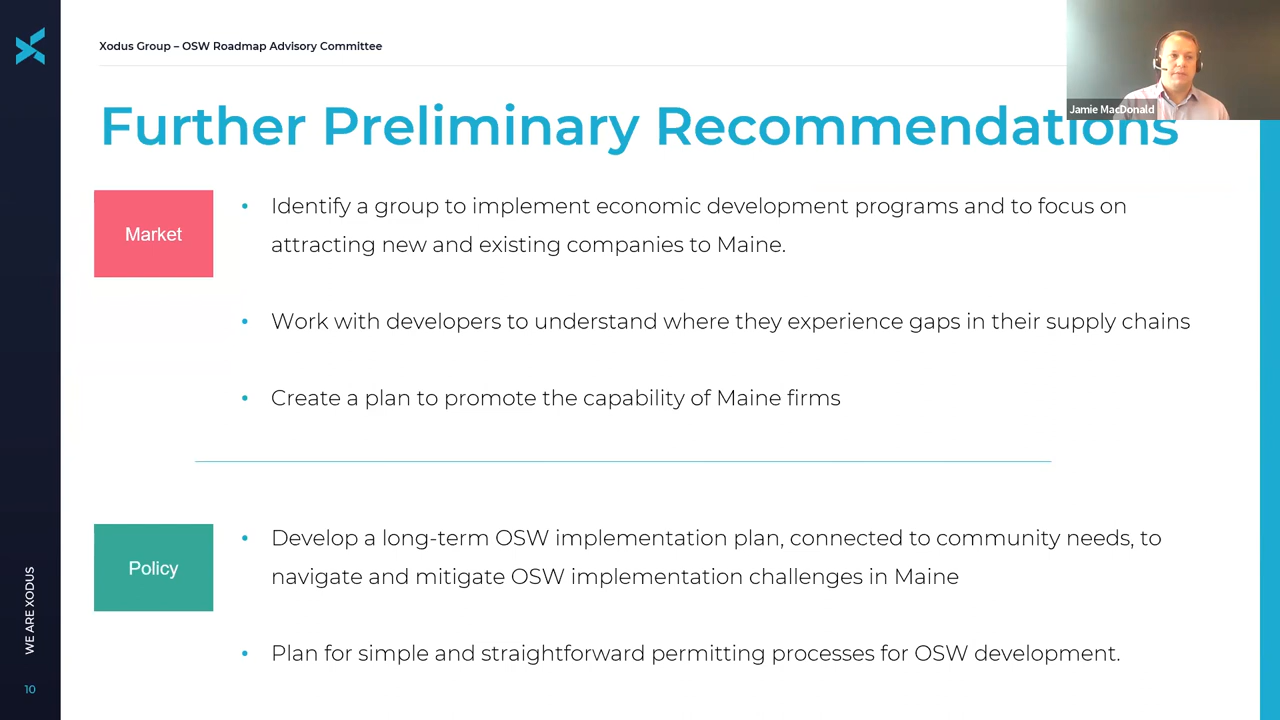 Xodus Group – OSW Roadmap Advisory Committee
Jamie MacDonald
Further Preliminary Recommendations
Market
• Identify a group to implement economic development programs and to focus on
attracting new and existing companies to Maine.
• Work with developers to understand where they experience gaps in their supply chains
• Create a plan to promote the capability of Maine firms
Policy
• Develop a long-term OSW implementation plan, connected to community needs, to
navigate and mitigate OSW implementation challenges in Maine
• Plan for simple and straightforward permitting processes for OSW development.
WE ARE XODUS
10